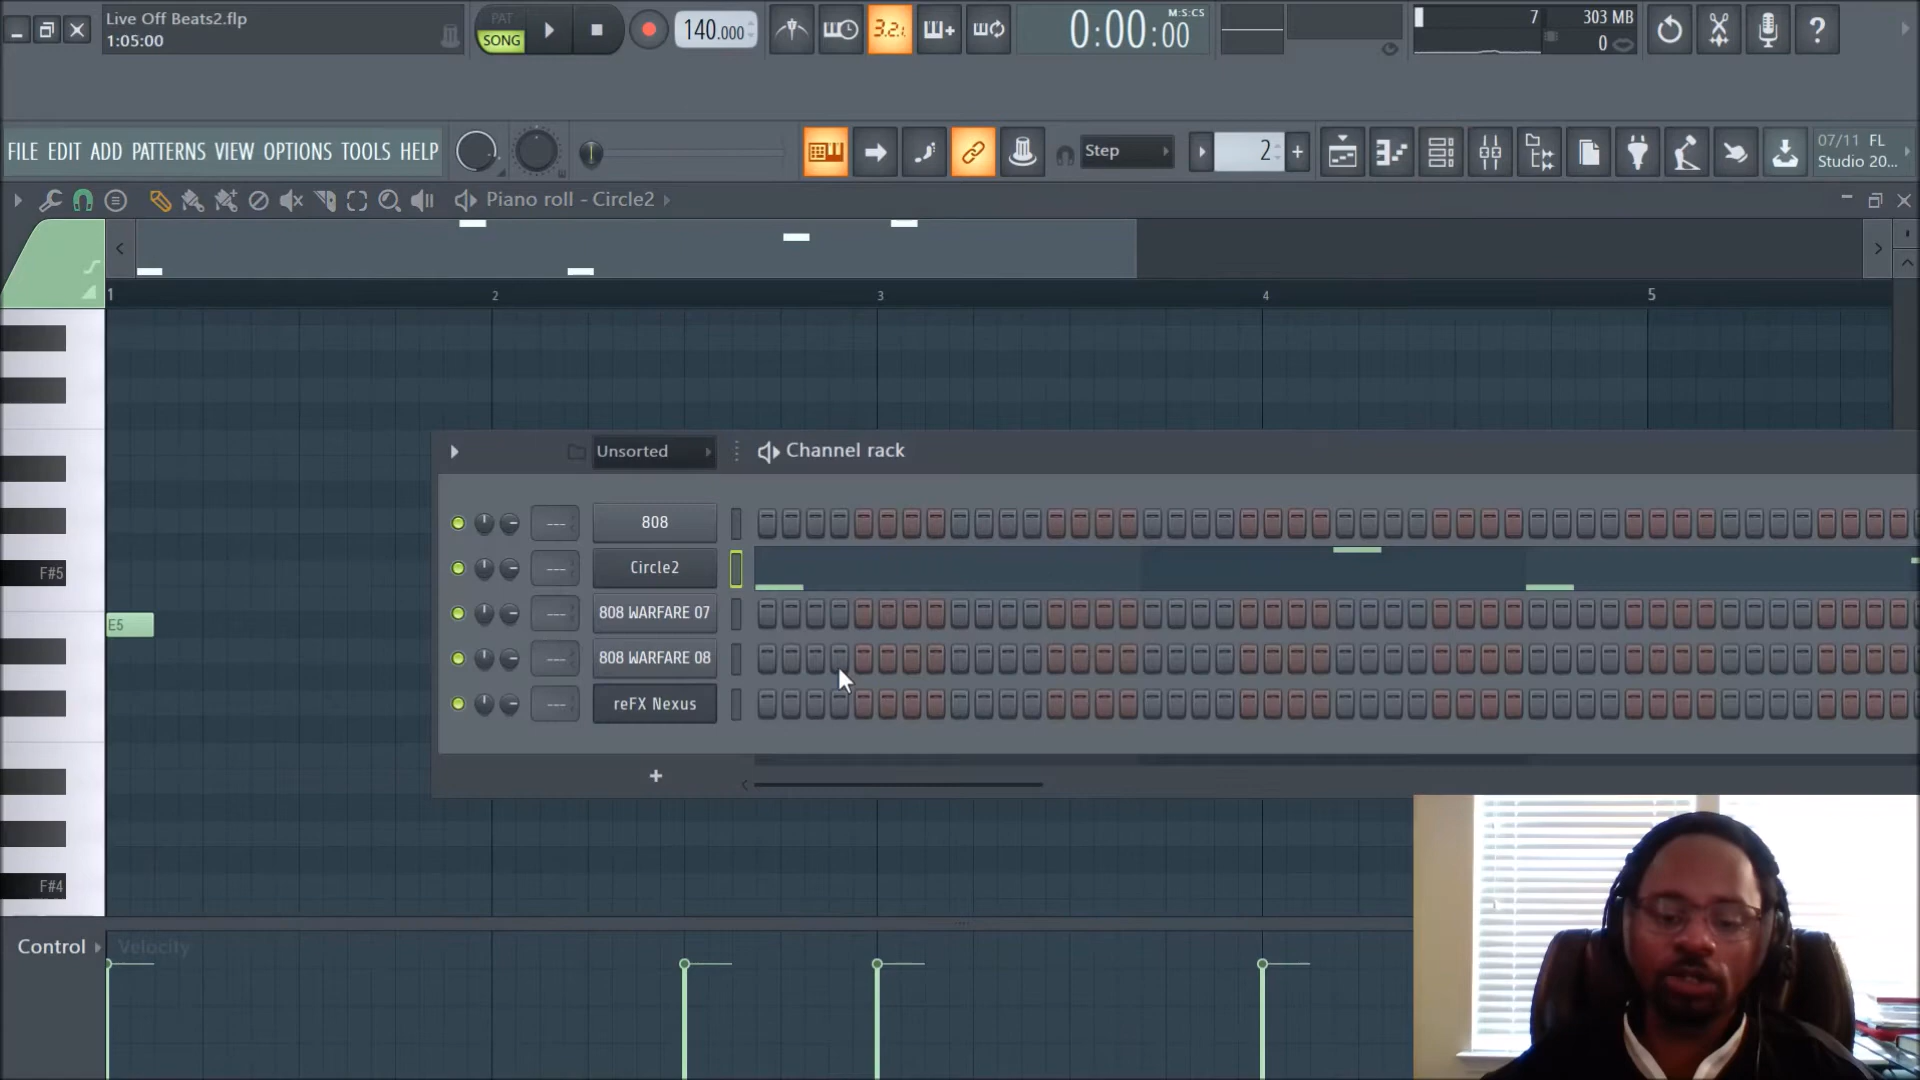 Live Off Beats2.flp
1:05:00
PAT
SONG
140.000
3.2.
0:00:00
M:S:CS
7
303 MB
0
?
FILE EDIT ADD PATTERNS VIEW OPTIONS TOOLS HELP
Step
2
+
07/11 FL
Studio 20...
Piano roll - Circle2
1
2
3
4
5
Unsorted
Channel rack
808
Circle2
808 WARFARE 07
808 WARFARE 08
reFX Nexus
+
F#5
E5
F#4
Control
Velocity